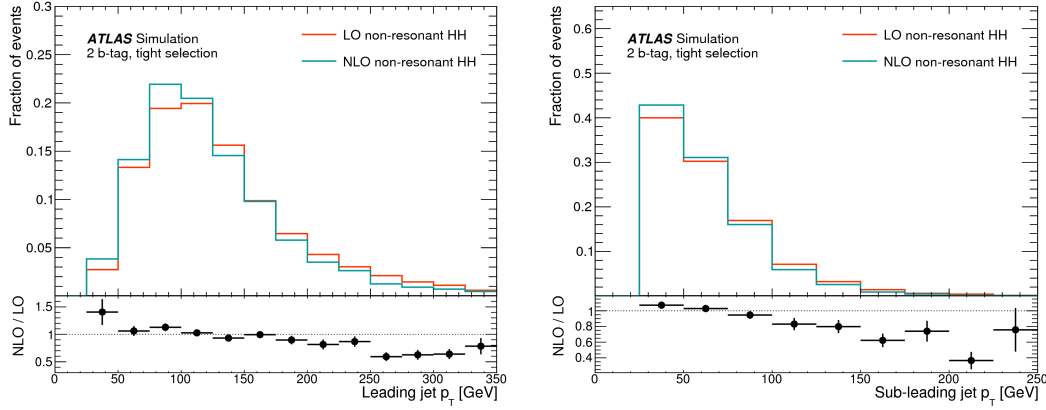 Fraction of events
0.3
0.25
0.2
0.15
0.1
0.05
ATLAS Simulation
2 b-tag, tight selection
LO non-resonant HH
NLO non-resonant HH
NLO / LO
1.5
1
0.5
0 50 100 150 200 250 300 350
Leading jet p_T [GeV]
Fraction of events
0.6
0.5
0.4
0.3
0.2
0.1
ATLAS Simulation
2 b-tag, tight selection
LO non-resonant HH
NLO non-resonant HH
NLO / LO
1
0.8
0.6
0.4
0 50 100 150 200 250
Sub-leading jet p_T [GeV]